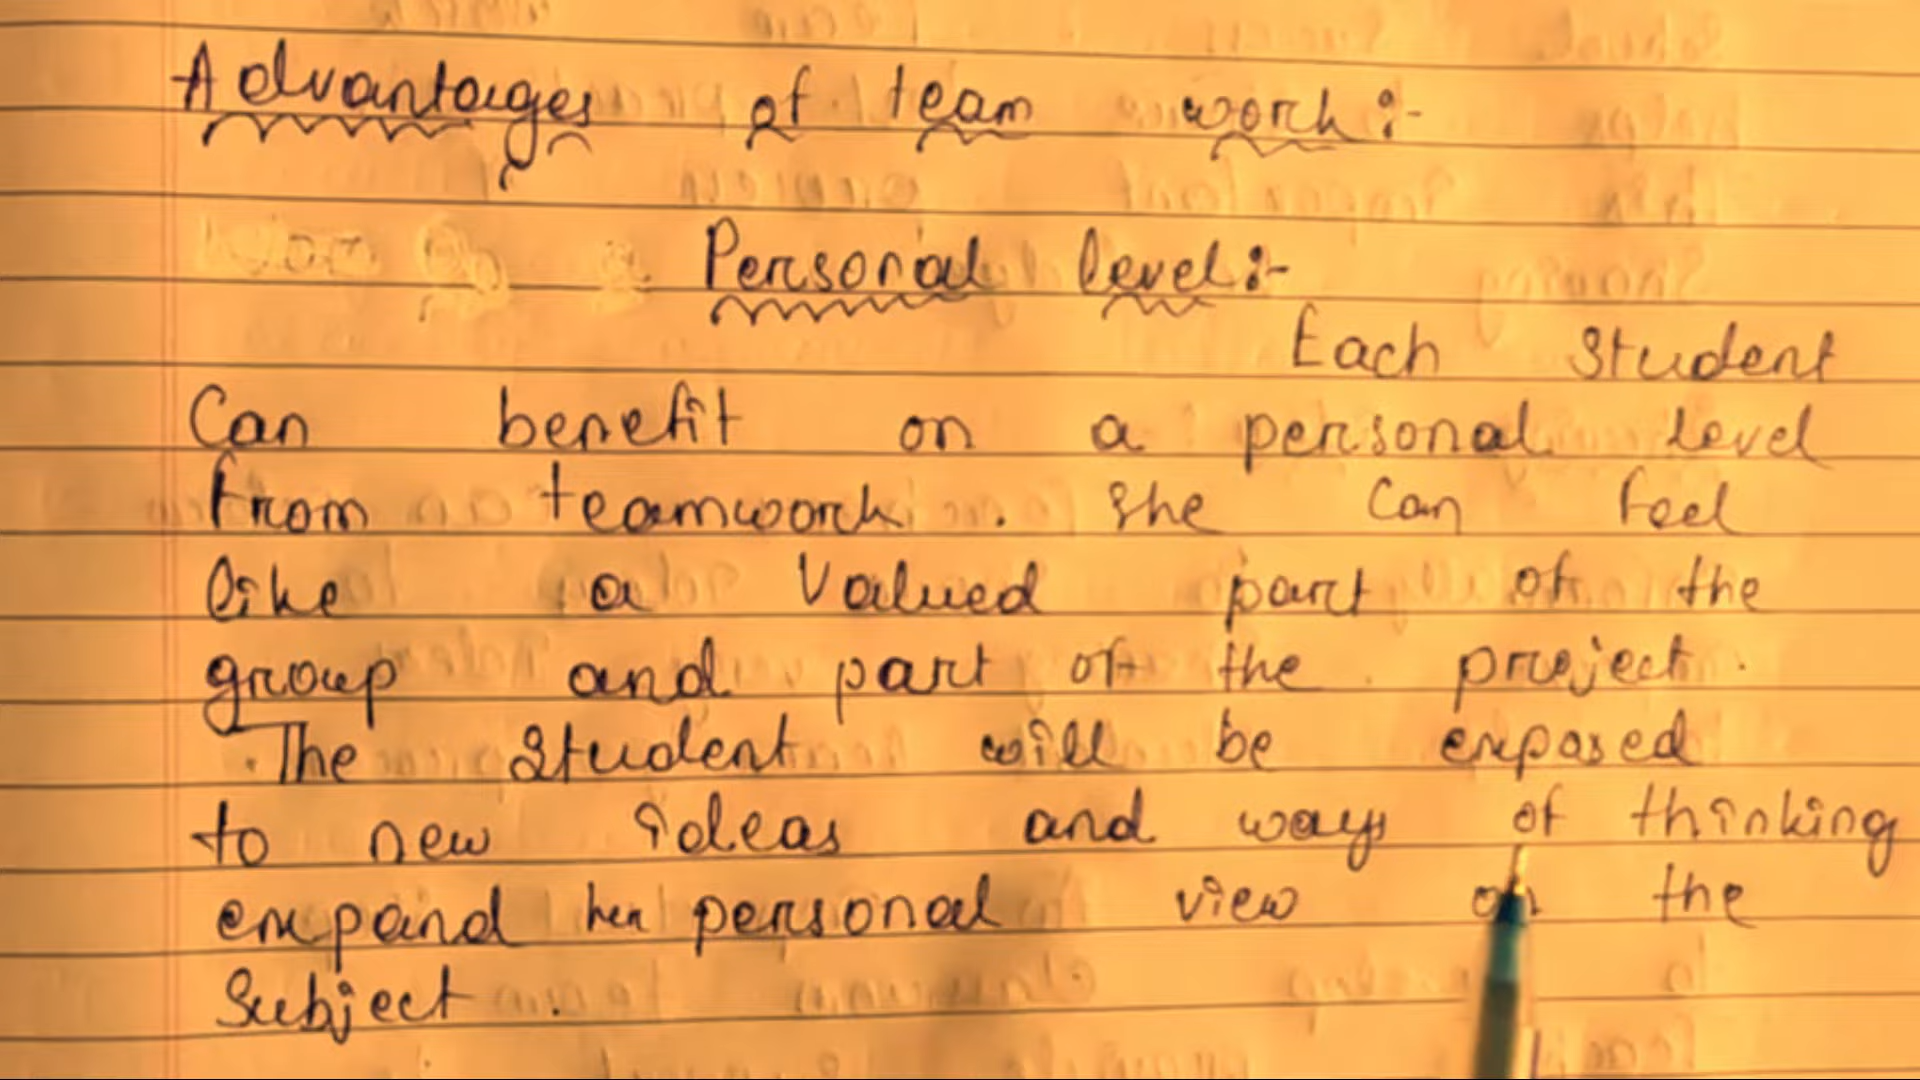 Advantages of team work :-
Personal level :-
Each Student
Can benefit on a personal level
from teamwork . She Can feel
like a Valued part of the
group and part of the project .
The Student will be exposed
to new ideas and ways of thinking
expand her personal view on the
Subject .